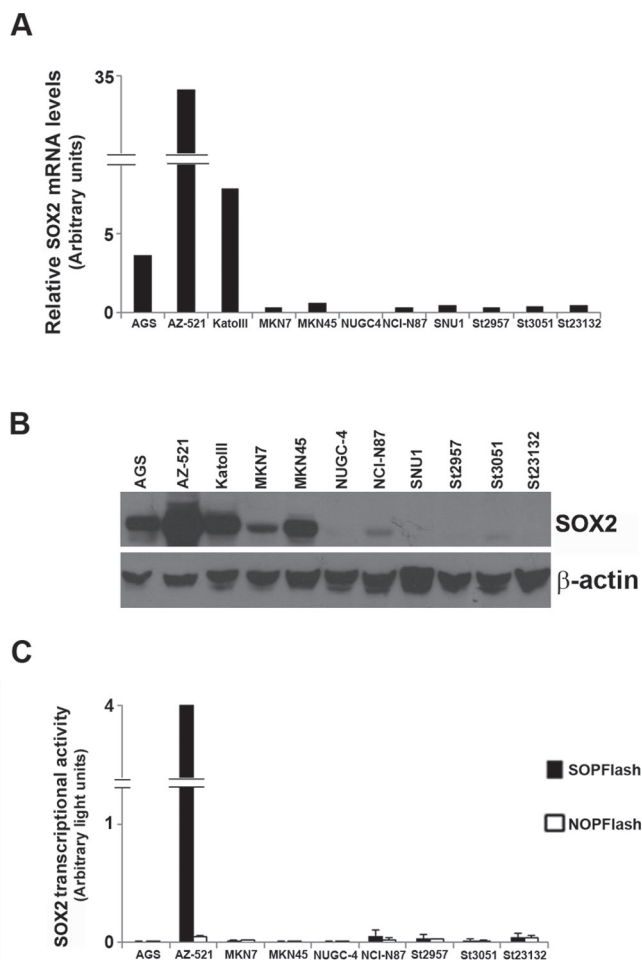 A
Relative SOX2 mRNA levels
(Arbitrary units)
35
5
0
AGS AZ-521 KatoIII MKN7 MKN45 NUGC4 NCI-N87 SNU1 St2957 St3051 St23132
B
AGS AZ-521 KatoIII MKN7 MKN45 NUGC-4 NCI-N87 SNU1 St2957 St3051 St23132
SOX2
β-actin
C
SOX2 transcriptional activity
(Arbitrary light units)
4
1
0
SOPFlash
NOPFlash
AGS AZ-521 MKN7 MKN45 NUGC-4 NCI-N87 St2957 St3051 St23132